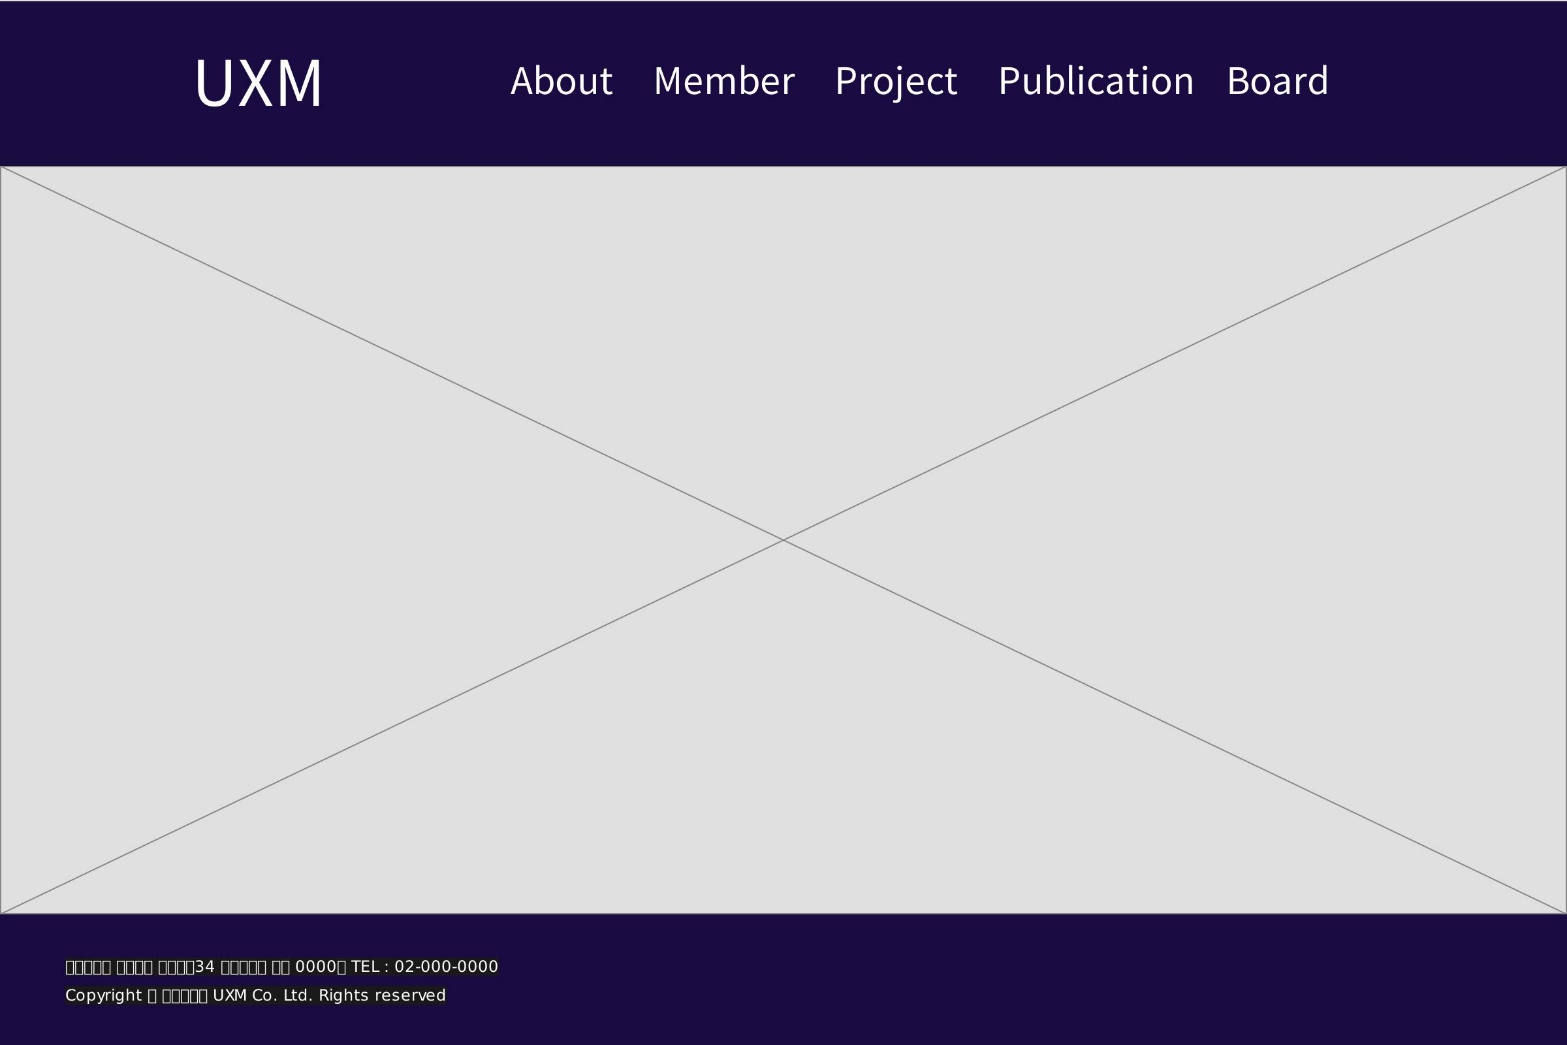 UXM
About Member Project Publication Board
34 0000 TEL : 02-000-0000
Copyright UXM Co. Ltd. Rights reserved